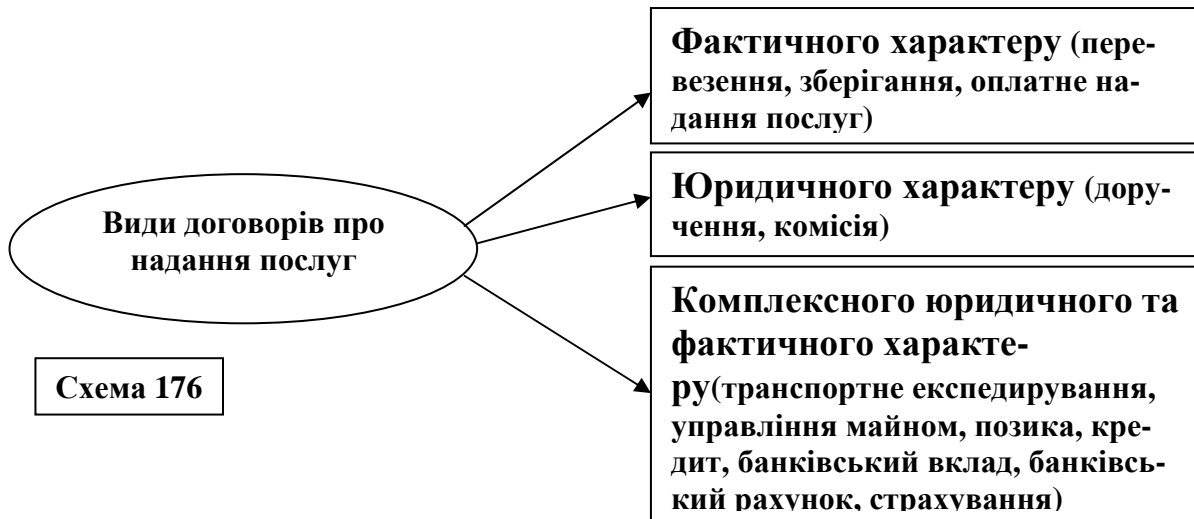 Фактичного характеру (пере-
везення, зберігання, оплатне на-
дання послуг)
Юридичного характеру (дору-
чення, комісія)
Види договорів про
надання послуг
Комплексного юридичного та
фактичного характе-
ру(транспортне експедирування,
управління майном, позика, кре-
дит, банківський вклад, банківсь-
кий рахунок, страхування)
Схема 176